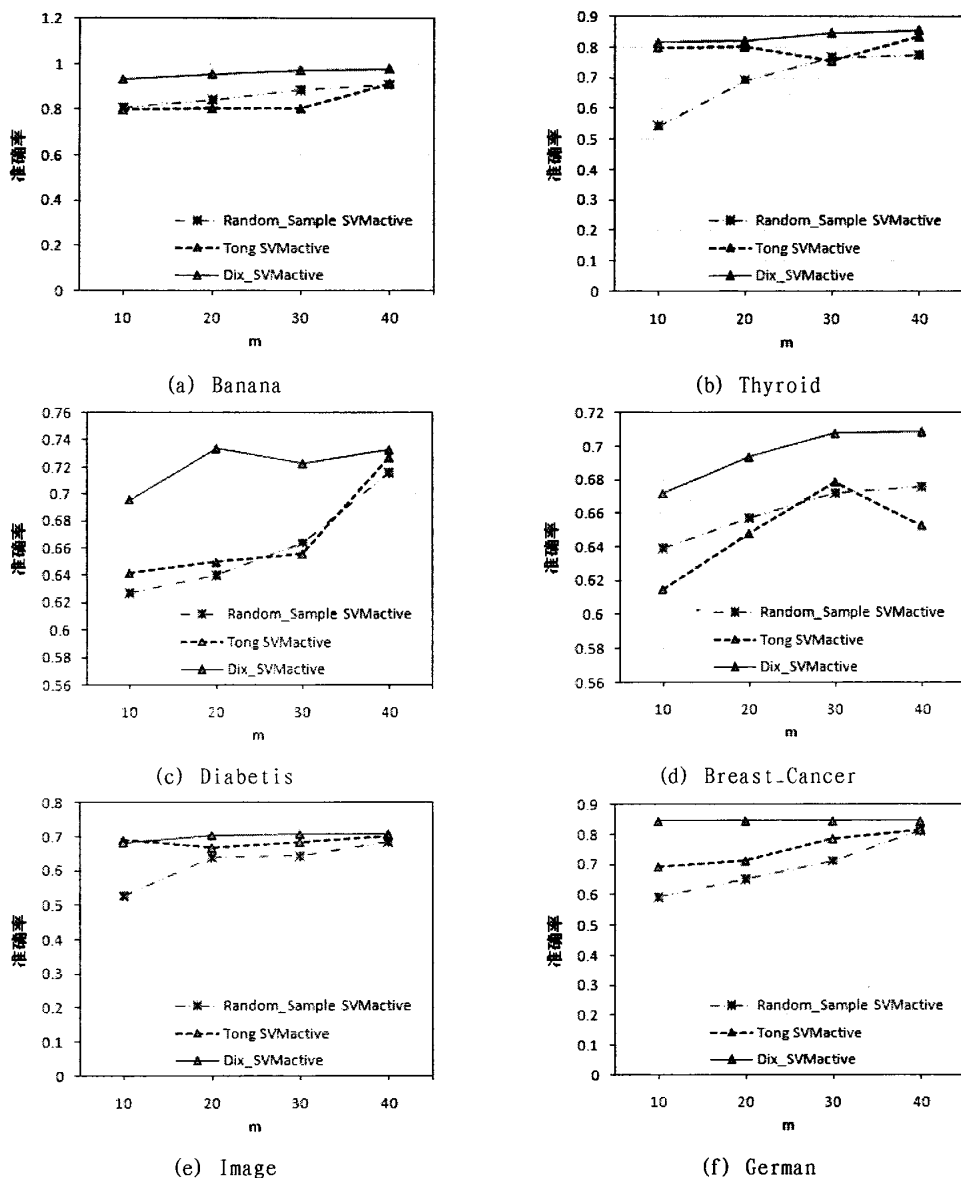 1.2
1
0.8
0.6
0.4
0.2
0
准确率
Random_Sample SVMactive
Tong SVMactive
Dix_SVMactive
10 20 30 40
m
(a) Banana
0.9
0.8
0.7
0.6
0.5
0.4
0.3
0.2
0.1
0
准确率
Random_Sample SVMactive
Tong SVMactive
Dix_SVMactive
10 20 30 40
m
(b) Thyroid
0.76
0.74
0.72
0.7
0.68
0.66
0.64
0.62
0.6
0.58
0.56
准确率
Random_Sample SVMactive
Tong SVMactive
Dix_SVMactive
10 20 30 40
m
(c) Diabetis
0.72
0.7
0.68
0.66
0.64
0.62
0.6
0.58
0.56
准确率
Random_Sample SVMactive
Tong SVMactive
Dix_SVMactive
10 20 30 40
m
(d) Breast_Cancer
0.8
0.7
0.6
0.5
0.4
0.3
0.2
0.1
0
准确率
Random_Sample SVMactive
Tong SVMactive
Dix_SVMactive
10 20 30 40
m
(e) Image
0.9
0.8
0.7
0.6
0.5
0.4
0.3
0.2
0.1
0
准确率
Random_Sample SVMactive
Tong SVMactive
Dix_SVMactive
10 20 30 40
m
(f) German